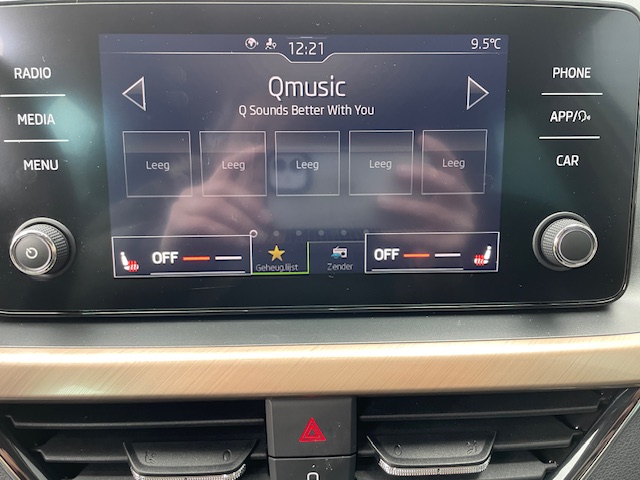 12:21
9.5°C
RADIO
MEDIA
MENU
Qmusic
Q Sounds Better With You
Leeg Leeg Leeg Leeg Leeg
OFF
Geheug.lijst
Zender
OFF
PHONE
APP/
CAR